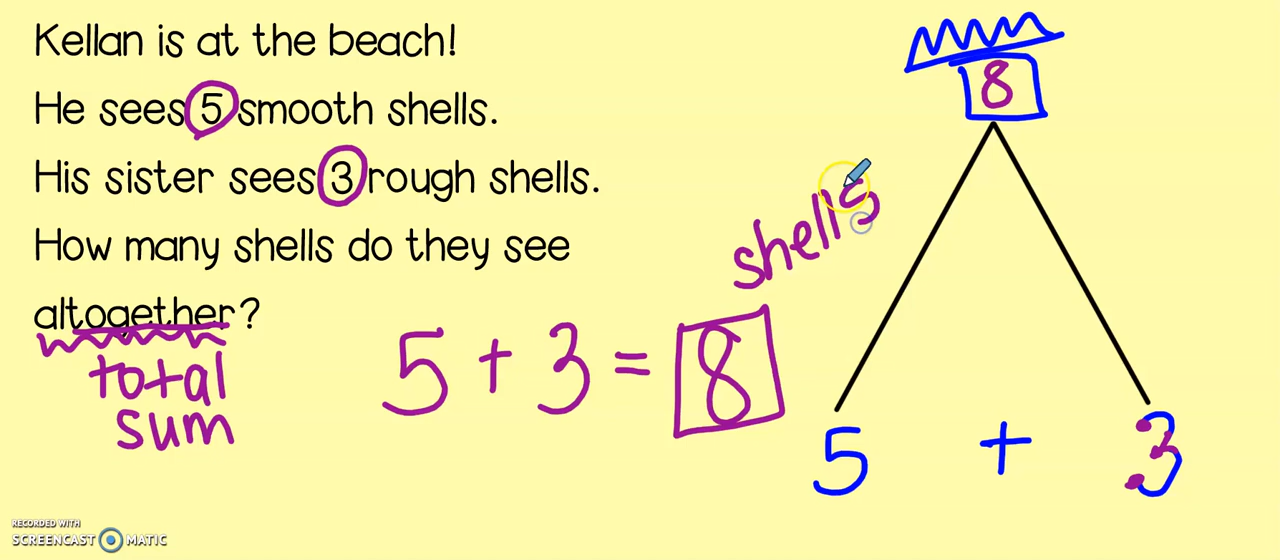 Kellan is at the beach!
He sees 5 smooth shells.
His sister sees 3 rough shells.
How many shells do they see
altogether?
total
sum
5 + 3 = 8
shells
8
5 + 3
RECORDED WITH
SCREENCAST MATIC